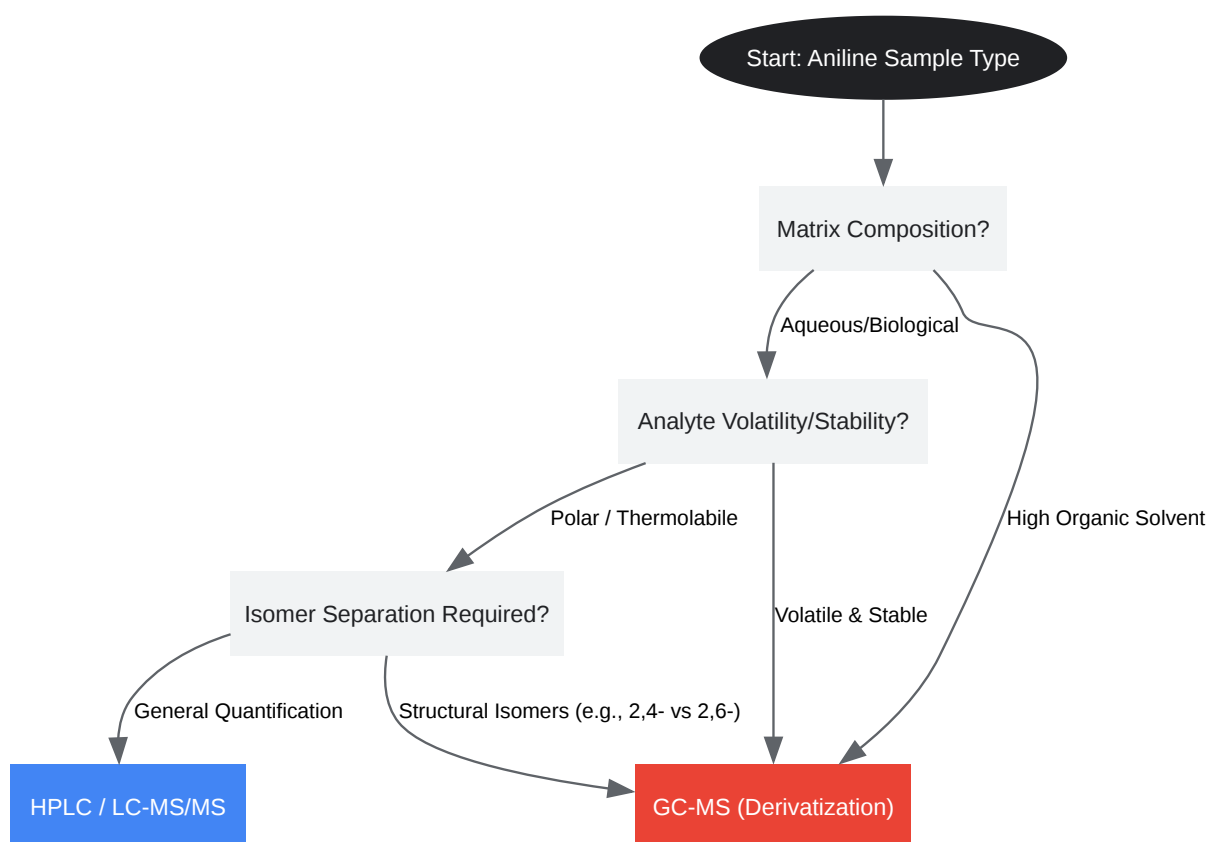 Start: Aniline Sample Type
Matrix Composition?
Aqueous/Biological
Analyte Volatility/Stability?
Polar / Thermolabile
High Organic Solvent
Isomer Separation Required?
Volatile & Stable
General Quantification
Structural Isomers (e.g., 2,4- vs 2,6-)
HPLC / LC-MS/MS
GC-MS (Derivatization)